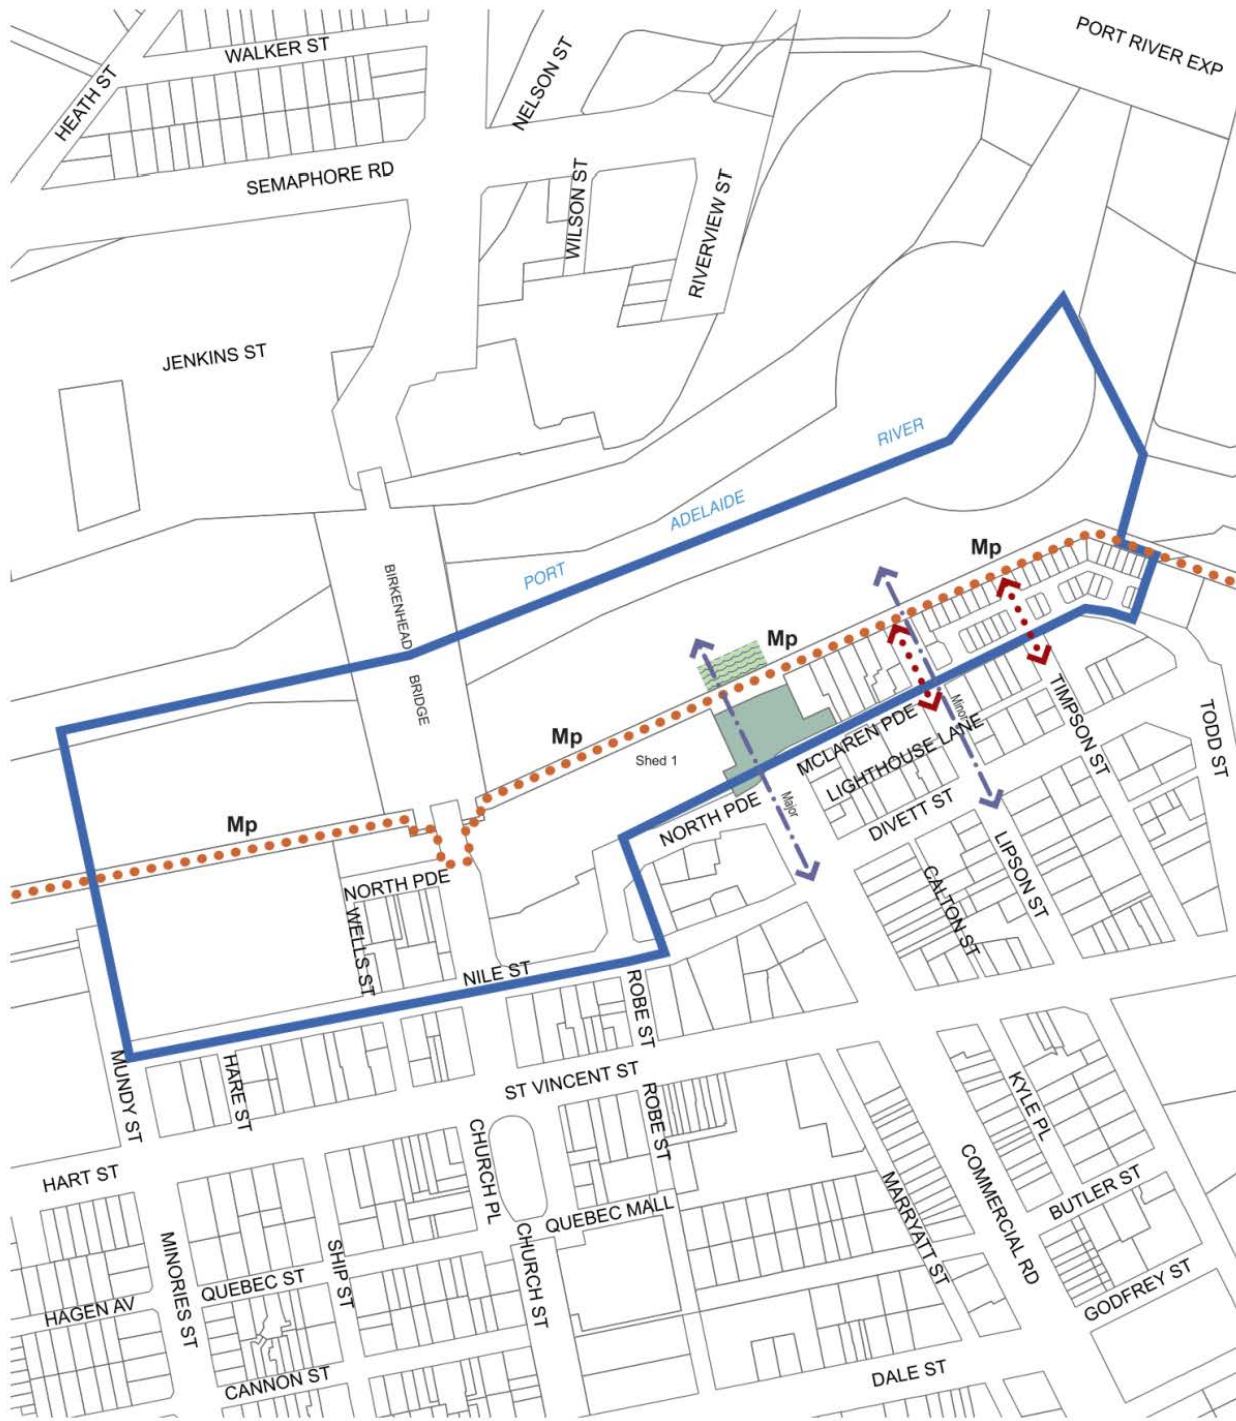 PORT RIVER EXP
WALKER ST
NELSON ST
HEATH ST
SEMAPHORE RD
WILSON ST
RIVERVIEW ST
JENKINS ST
RIVER
ADELAIDE
PORT
Mp
BIRKENHEAD
BRIDGE
Mp
Mp
Mp
Shed 1
MCLAREN PDE
LIGHTHOUSE LANE
Minor
TIMPSON ST
TODD ST
Major
NORTH PDE
DIVETT ST
LIPSON ST
CALTON ST
NORTH PDE
WELLS ST
NILE ST
ROBE ST
MUNDY ST
HARE ST
ST VINCENT ST
ROBE ST
KYLE PL
HART ST
CHURCH PL
COMMERCIAL RD
BUTLER ST
MARRYATT ST
QUEBEC MALL
MINORIES ST
SHIP ST
CHURCH ST
QUEBEC ST
HAGEN AV
GODFREY ST
CANNON ST
DALE ST